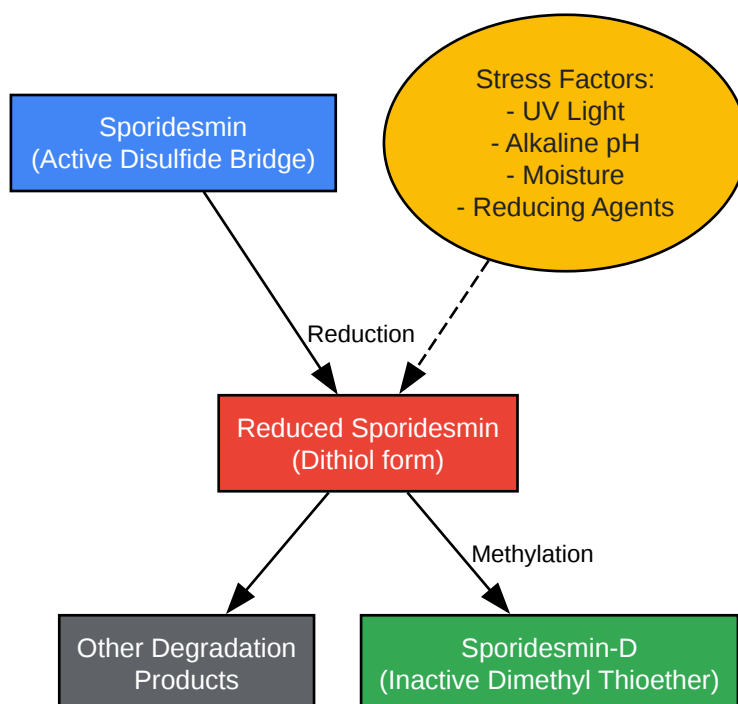 Sporidesmin
(Active Disulfide Bridge)
Stress Factors:
- UV Light
- Alkaline pH
- Moisture
- Reducing Agents
Reduction
Reduced Sporidesmin
(Dithiol form)
Methylation
Other Degradation
Products
Sporidesmin-D
(Inactive Dimethyl Thioether)